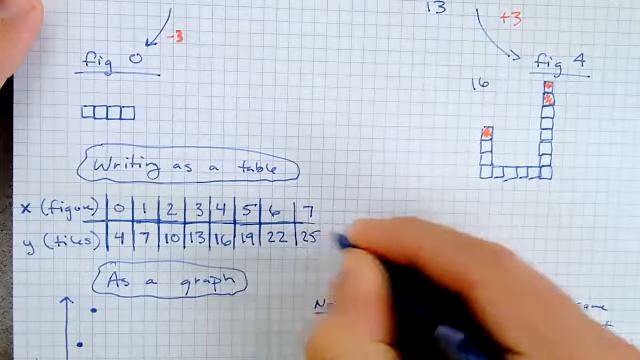 13
-3
+3
fig 0
fig 4
16
Writing as a table
x (figure) 0 1 2 3 4 5 6 7
y (tiles) 4 7 10 13 16 19 22 25
As a graph